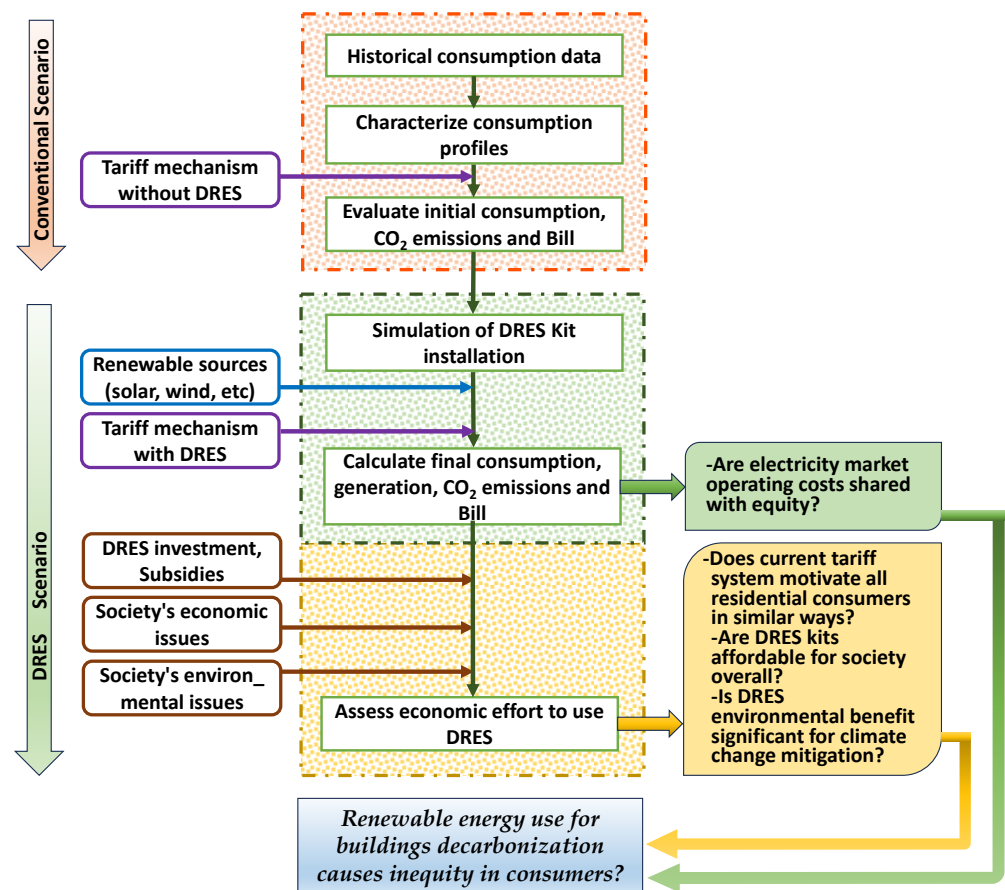 Conventional Scenario
Historical consumption data
Characterize consumption
profiles
Tariff mechanism
without DRES
Evaluate initial consumption,
CO₂ emissions and Bill
DRES Scenario
Simulation of DRES Kit
installation
Renewable sources
(solar, wind, etc)
Tariff mechanism
with DRES
Calculate final consumption,
generation, CO₂ emissions and
Bill
-Are electricity market
operating costs shared
with equity?
DRES investment,
Subsidies
Society's economic
issues
Society's environ_
mental issues
Assess economic effort to use
DRES
-Does current tariff
system motivate all
residential consumers
in similar ways?
-Are DRES kits
affordable for society
overall?
-Is DRES
environmental benefit
significant for climate
change mitigation?
Renewable energy use for
buildings decarbonization
causes inequity in consumers?